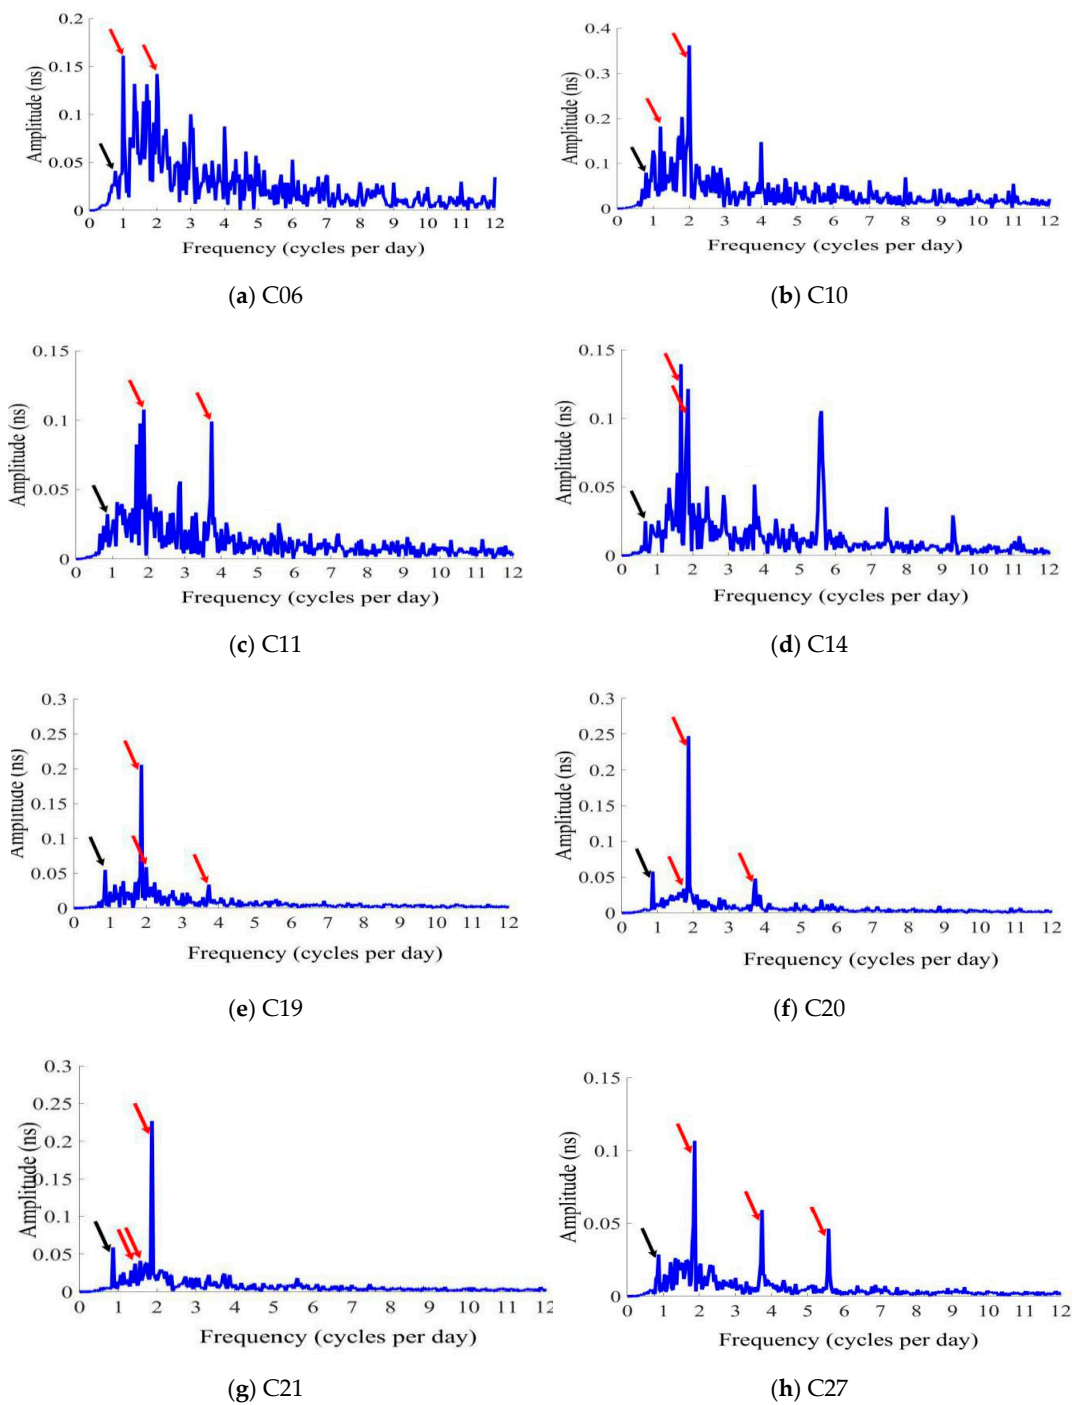 0.2
0.15
0.1
0.05
0
Amplitude (ns)
0 1 2 3 4 5 6 7 8 9 10 11 12
Frequency (cycles per day)
(a) C06
0.4
0.3
0.2
0.1
0
Amplitude (ns)
0 1 2 3 4 5 6 7 8 9 10 11 12
Frequency (cycles per day)
(b) C10
0.15
0.1
0.05
0
Amplitude (ns)
1 2 3 4 5 6 7 8 9 10 11 12
Frequency (cycles per day)
(c) C11
0.15
0.1
0.05
0
Amplitude (ns)
0 1 2 3 4 5 6 7 8 9 10 11 12
Frequency (cycles per day)
(d) C14
0.3
0.25
0.2
0.15
0.1
0.05
0
Amplitude (ns)
0 1 2 3 4 5 6 7 8 9 10 11 12
Frequency (cycles per day)
(e) C19
0.3
0.25
0.2
0.15
0.1
0.05
0
Amplitude (ns)
0 1 2 3 4 5 6 7 8 9 10 11 12
Frequency (cycles per day)
(f) C20
0.3
0.25
0.2
0.15
0.1
0.05
0
Amplitude (ns)
0 1 2 3 4 5 6 7 8 9 10 11 12
Frequency (cycles per day)
(g) C21
0.15
0.1
0.05
0
Amplitude (ns)
0 1 2 3 4 5 6 7 8 9 10 11 12
Frequency (cycles per day)
(h) C27